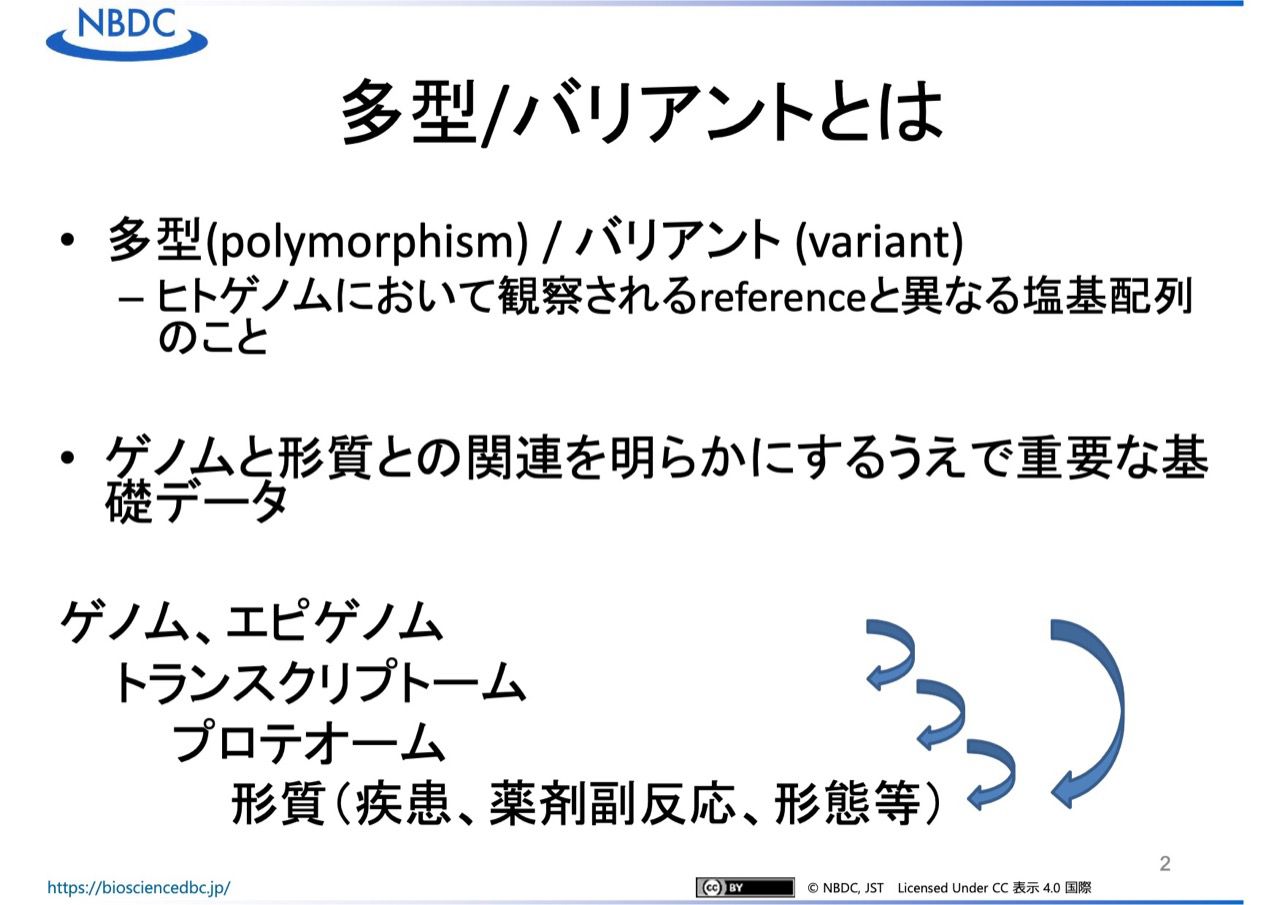 NBDC
多型/バリアントとは
• 多型(polymorphism) / バリアント (variant)
– ヒトゲノムにおいて観察されるreferenceと異なる塩基配列
のこと
• ゲノムと形質との関連を明らかにするうえで重要な基
礎データ
ゲノム、エピゲノム
トランスクリプトーム
プロテオーム
形質（疾患、薬剤副反応、形態等）
2
https://biosciencedbc.jp/
cc BY
© NBDC, JST Licensed Under CC 表示 4.0 国際